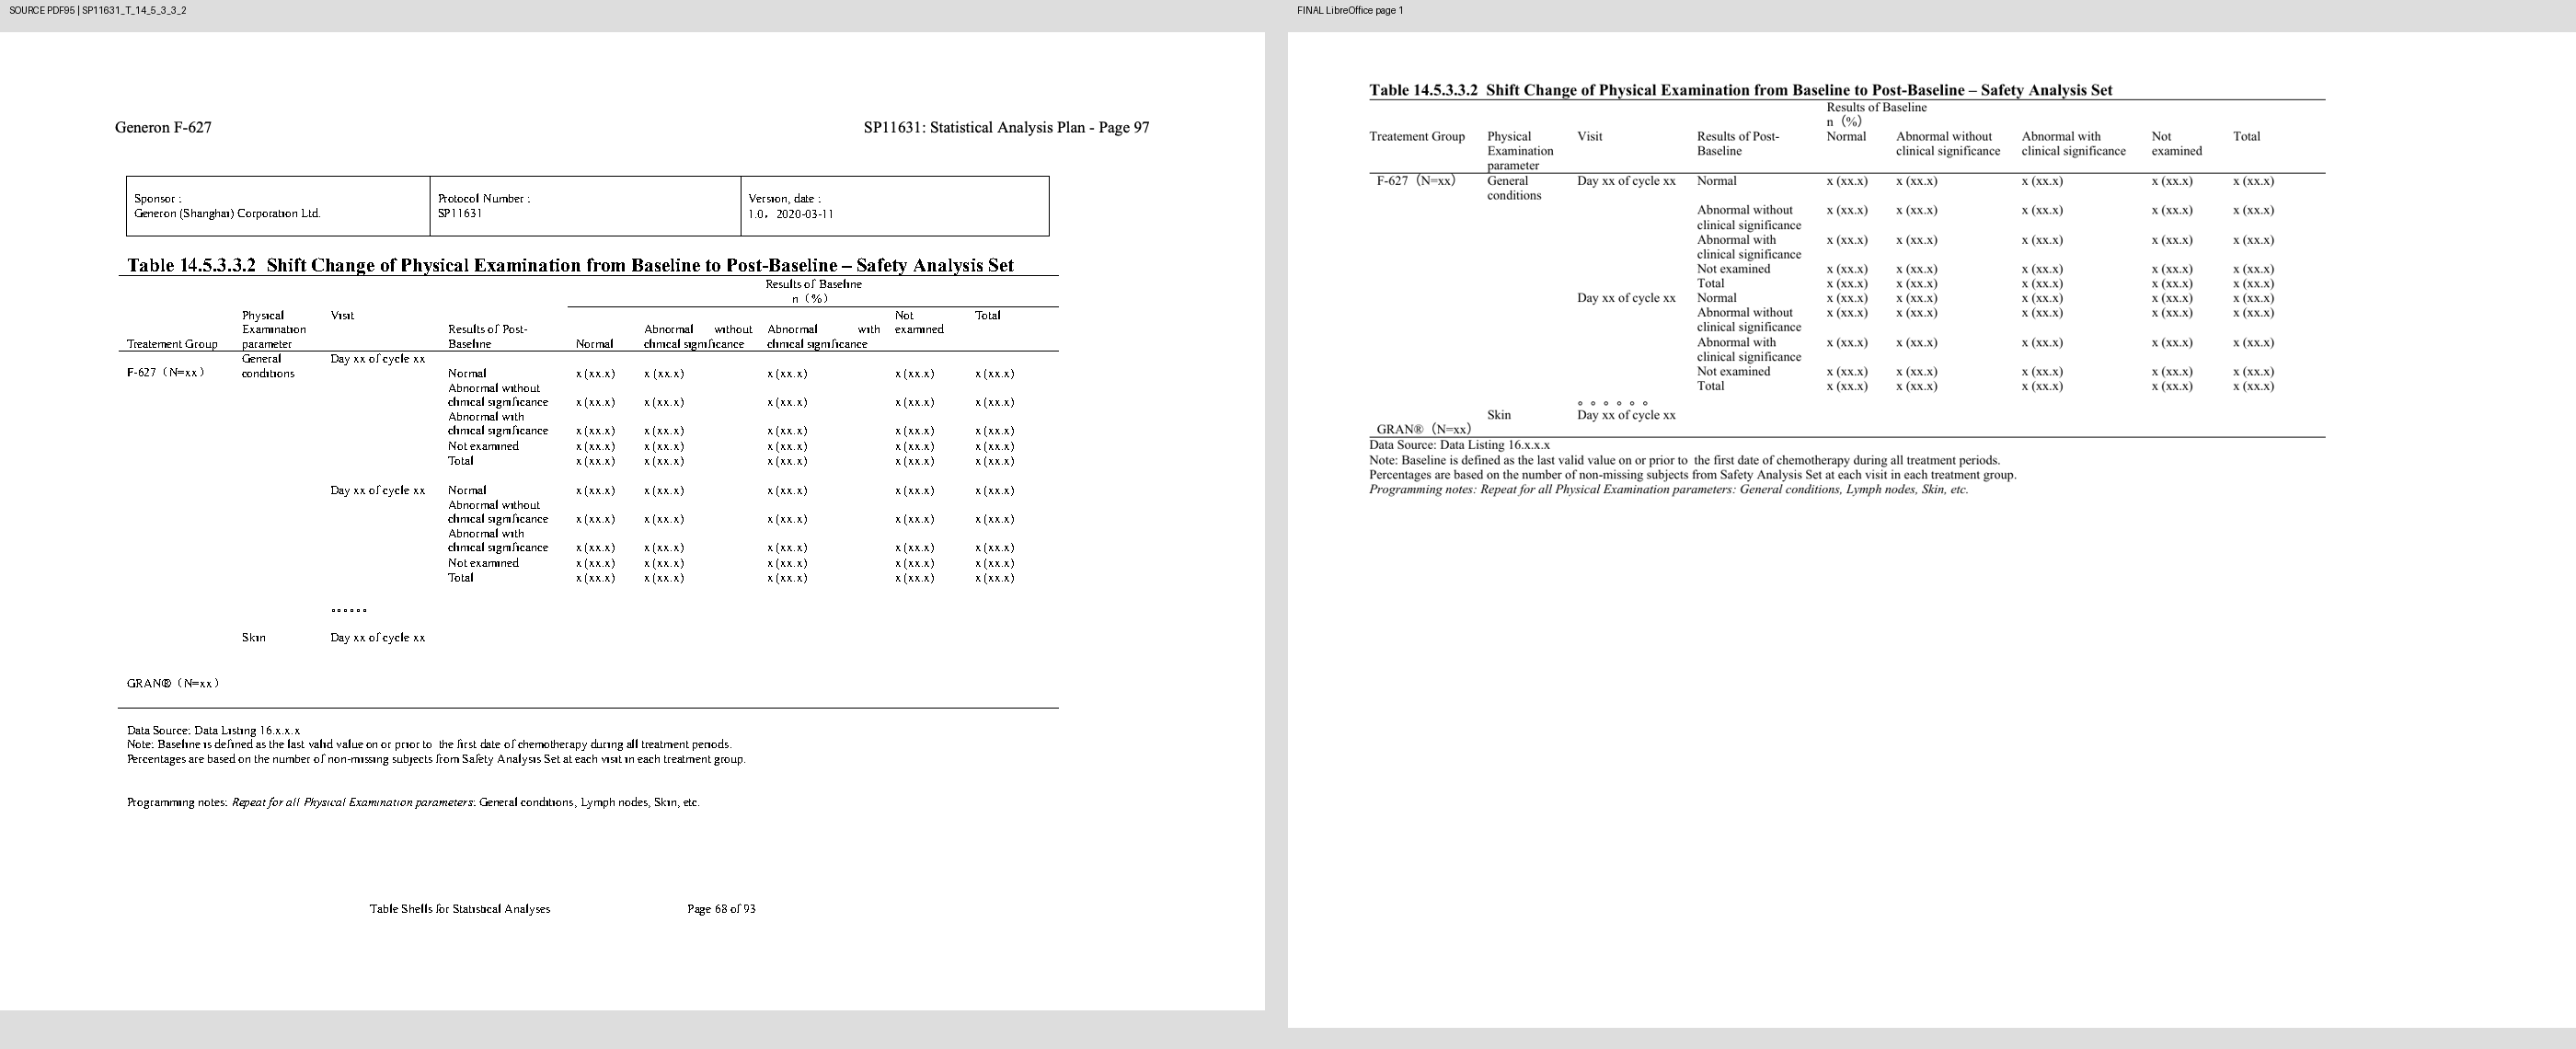 SOURCE PDF95 | SP11631_T_14_5_3_3_2
Generon F-627 SP11631: Statistical Analysis Plan - Page 97
Sponsor : Protocol Number : Version, date :
Generon (Shanghai) Corporation Ltd. SP11631 1.0，2020-03-11
Table 14.5.3.3.2 Shift Change of Physical Examination from Baseline to Post-Baseline – Safety Analysis Set
Results of Baseline
n（%）
Physical Visit Not Total
Examination Results of Post- Abnormal without Abnormal with examined
Treatement Group parameter Baseline Normal clinical significance clinical significance
General Day xx of cycle xx
F-627（N=xx） conditions Normal x (xx.x) x (xx.x) x (xx.x) x (xx.x) x (xx.x)
Abnormal without
clinical significance x (xx.x) x (xx.x) x (xx.x) x (xx.x) x (xx.x)
Abnormal with
clinical significance x (xx.x) x (xx.x) x (xx.x) x (xx.x) x (xx.x)
Not examined x (xx.x) x (xx.x) x (xx.x) x (xx.x) x (xx.x)
Total x (xx.x) x (xx.x) x (xx.x) x (xx.x) x (xx.x)
Day xx of cycle xx Normal x (xx.x) x (xx.x) x (xx.x) x (xx.x) x (xx.x)
Abnormal without
clinical significance x (xx.x) x (xx.x) x (xx.x) x (xx.x) x (xx.x)
Abnormal with
clinical significance x (xx.x) x (xx.x) x (xx.x) x (xx.x) x (xx.x)
Not examined x (xx.x) x (xx.x) x (xx.x) x (xx.x) x (xx.x)
Total x (xx.x) x (xx.x) x (xx.x) x (xx.x) x (xx.x)
。。。。。。
Skin Day xx of cycle xx
GRAN®（N=xx）
Data Source: Data Listing 16.x.x.x
Note: Baseline is defined as the last valid value on or prior to the first date of chemotherapy during all treatment periods.
Percentages are based on the number of non-missing subjects from Safety Analysis Set at each visit in each treatment group.
Programming notes: Repeat for all Physical Examination parameters: General conditions, Lymph nodes, Skin, etc.
Table Shells for Statistical Analyses Page 68 of 93
FINAL LibreOffice page 1
Table 14.5.3.3.2 Shift Change of Physical Examination from Baseline to Post-Baseline – Safety Analysis Set
Results of Baseline
n（%）
Treatement Group Physical Visit Results of Post- Normal Abnormal without Abnormal with Not Total
Examination Baseline clinical significance clinical significance examined
parameter
F-627（N=xx） General Day xx of cycle xx Normal x (xx.x) x (xx.x) x (xx.x) x (xx.x) x (xx.x)
conditions
Abnormal without x (xx.x) x (xx.x) x (xx.x) x (xx.x) x (xx.x)
clinical significance
Abnormal with x (xx.x) x (xx.x) x (xx.x) x (xx.x) x (xx.x)
clinical significance
Not examined x (xx.x) x (xx.x) x (xx.x) x (xx.x) x (xx.x)
Total x (xx.x) x (xx.x) x (xx.x) x (xx.x) x (xx.x)
Day xx of cycle xx Normal x (xx.x) x (xx.x) x (xx.x) x (xx.x) x (xx.x)
Abnormal without x (xx.x) x (xx.x) x (xx.x) x (xx.x) x (xx.x)
clinical significance
Abnormal with x (xx.x) x (xx.x) x (xx.x) x (xx.x) x (xx.x)
clinical significance
Not examined x (xx.x) x (xx.x) x (xx.x) x (xx.x) x (xx.x)
Total x (xx.x) x (xx.x) x (xx.x) x (xx.x) x (xx.x)
。。。。。。
Skin Day xx of cycle xx
GRAN®（N=xx）
Data Source: Data Listing 16.x.x.x
Note: Baseline is defined as the last valid value on or prior to the first date of chemotherapy during all treatment periods.
Percentages are based on the number of non-missing subjects from Safety Analysis Set at each visit in each treatment group.
Programming notes: Repeat for all Physical Examination parameters: General conditions, Lymph nodes, Skin, etc.